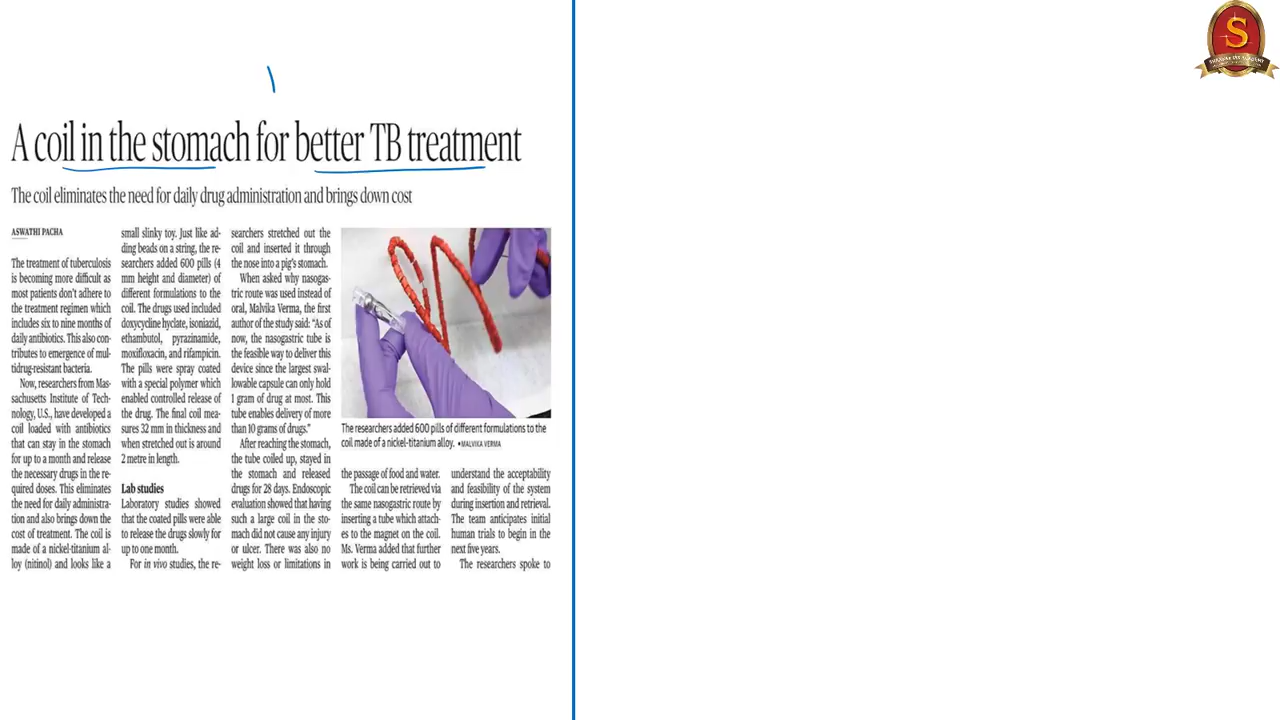 A coil in the stomach for better TB treatment
The coil eliminates the need for daily drug administration and brings down cost
ASWATHI PACHA
The treatment of tuberculosis
is becoming more difficult as
most patients don't adhere to
the treatment regimen which
includes six to nine months of
daily antibiotics. This also con-
tributes to emergence of mul-
tidrug-resistant bacteria.
Now, researchers from Mas-
sachusetts Institute of Tech-
nology, U.S., have developed a
coil loaded with antibiotics
that can stay in the stomach
for up to a month and release
the necessary drugs in the re-
quired doses. This eliminates
the need for daily administra-
tion and also brings down the
cost of treatment. The coil is
made of a nickel-titanium al-
loy (nitinol) and looks like a
small slinky toy. Just like ad-
ding beads on a string, the re-
searchers added 600 pills (4
mm height and diameter) of
different formulations to the
coil. The drugs used included
doxycycline hyclate, isoniazid,
ethambutol, pyrazinamide,
moxifloxacin, and rifampicin.
The pills were spray coated
with a special polymer which
enabled controlled release of
the drug. The final coil mea-
sures 32 mm in thickness and
when stretched out is around
2 metre in length.
Lab studies
Laboratory studies showed
that the coated pills were able
to release the drugs slowly for
up to one month.
For in vivo studies, the re-
searchers stretched out the
coil and inserted it through
the nose into a pig's stomach.
When asked why nasogas-
tric route was used instead of
oral, Malvika Verma, the first
author of the study said: “As of
now, the nasogastric tube is
the feasible way to deliver this
device since the largest swal-
lowable capsule can only hold
1 gram of drug at most. This
tube enables delivery of more
than 10 grams of drugs.”
After reaching the stomach,
the tube coiled up, stayed in
the stomach and released
drugs for 28 days. Endoscopic
evaluation showed that having
such a large coil in the sto-
mach did not cause any injury
or ulcer. There was also no
weight loss or limitations in
The researchers added 600 pills of different formulations to the
coil made of a nickel-titanium alloy. •MALVIKA VERMA
the passage of food and water.
The coil can be retrieved via
the same nasogastric route by
inserting a tube which attach-
es to the magnet on the coil.
Ms. Verma added that further
work is being carried out to
understand the acceptability
and feasibility of the system
during insertion and retrieval.
The team anticipates initial
human trials to begin in the
next five years.
The researchers spoke to
S